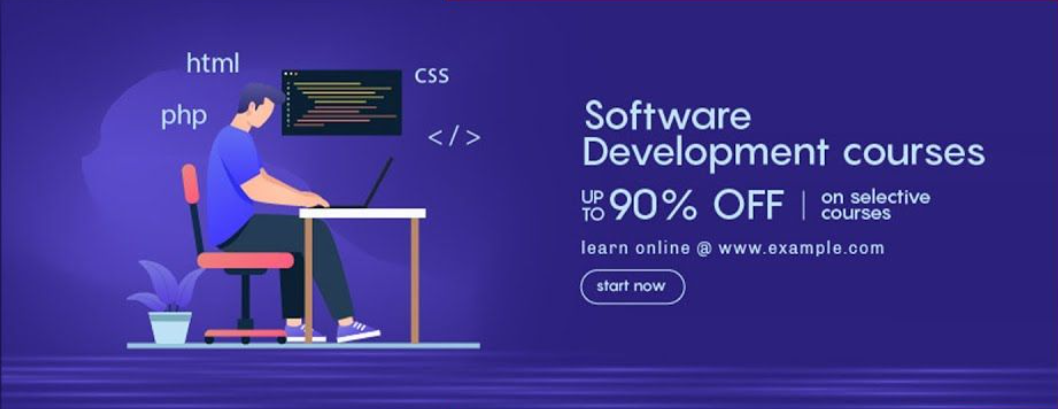 html
css
php
</>
Software
Development courses
UP TO 90% OFF | on selective courses
learn online @ www.example.com
start now